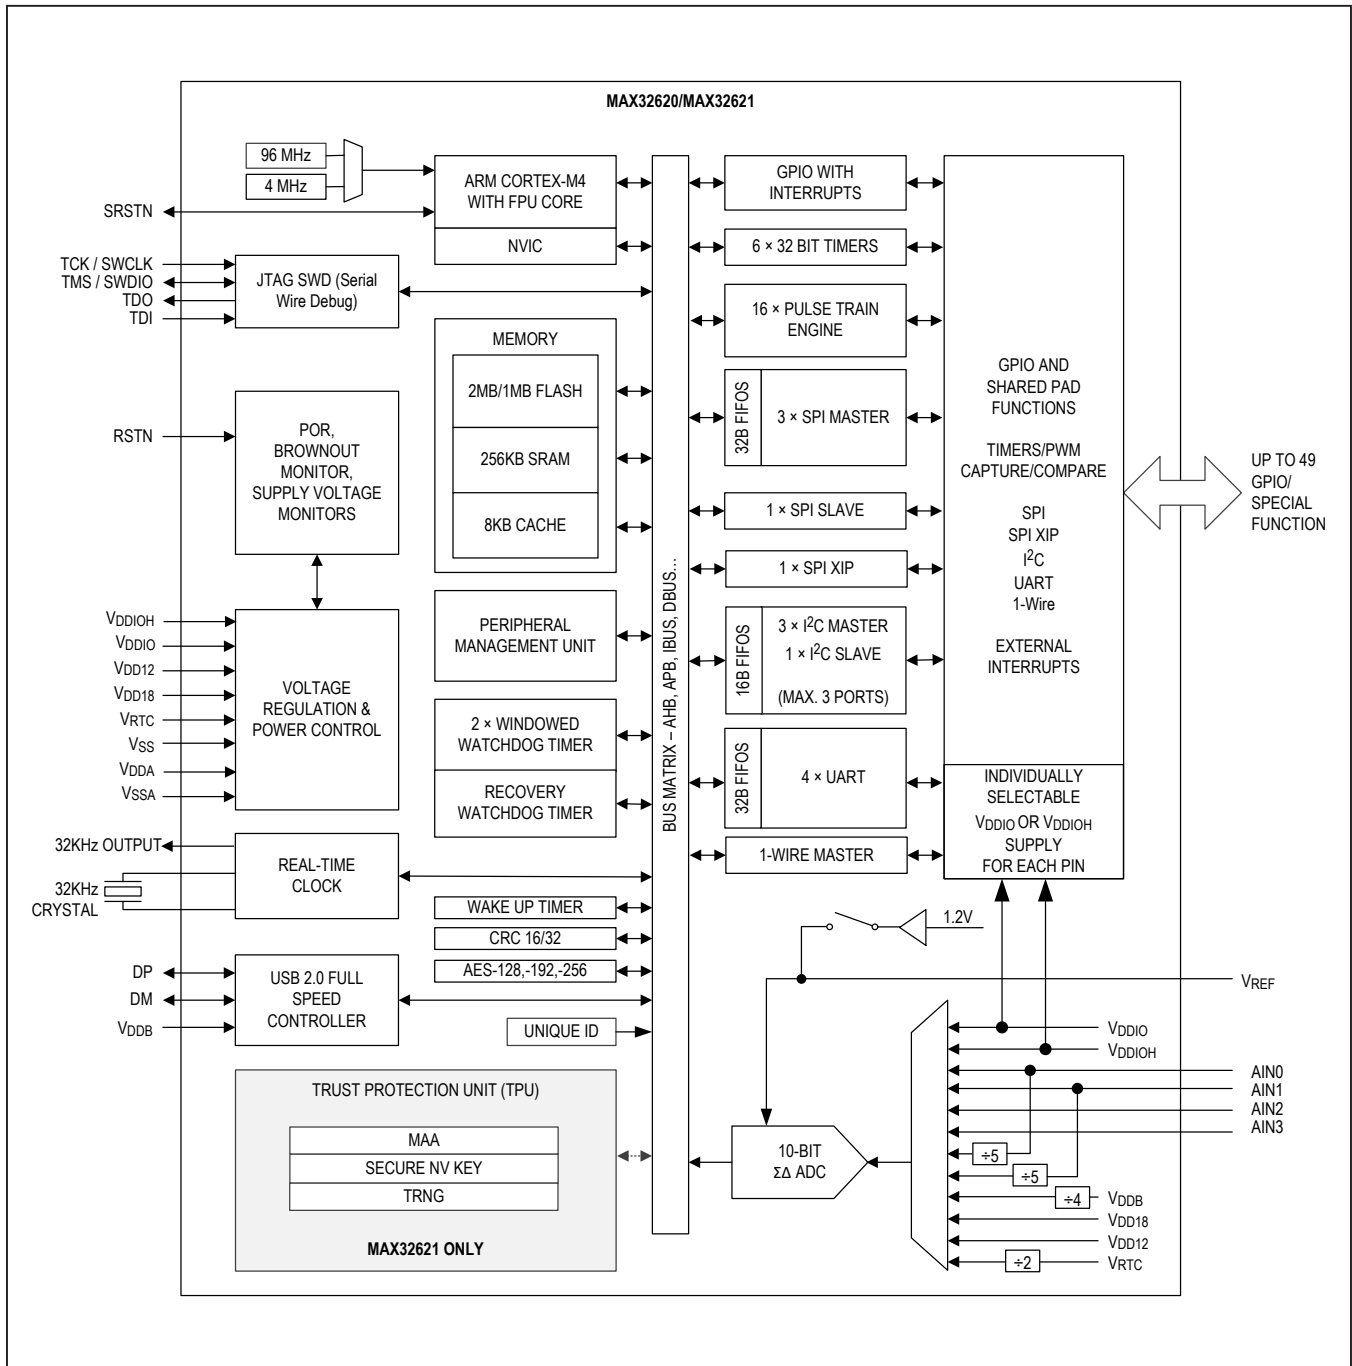 MAX32620/MAX32621
96 MHz
4 MHz
SRSTN
ARM CORTEX-M4
WITH FPU CORE
NVIC
TCK / SWCLK
TMS / SWDIO
TDO
TDI
JTAG SWD (Serial
Wire Debug)
MEMORY
2MB/1MB FLASH
256KB SRAM
8KB CACHE
RSTN
POR,
BROWNOUT
MONITOR,
SUPPLY VOLTAGE
MONITORS
VDDIOH
VDDIO
VDD12
VDD18
VRTC
VSS
VDDA
VSSA
VOLTAGE
REGULATION &
POWER CONTROL
PERIPHERAL
MANAGEMENT UNIT
2 × WINDOWED
WATCHDOG TIMER
RECOVERY
WATCHDOG TIMER
32KHz OUTPUT
32KHz
CRYSTAL
REAL-TIME
CLOCK
WAKE UP TIMER
CRC 16/32
AES-128,-192,-256
DP
DM
VDDB
USB 2.0 FULL
SPEED
CONTROLLER
UNIQUE ID
TRUST PROTECTION UNIT (TPU)
MAA
SECURE NV KEY
TRNG
MAX32621 ONLY
BUS MATRIX – AHB, APB, IBUS, DBUS...
GPIO WITH
INTERRUPTS
6 × 32 BIT TIMERS
16 × PULSE TRAIN
ENGINE
32B FIFOS
3 × SPI MASTER
1 × SPI SLAVE
1 × SPI XIP
16B FIFOS
3 × I2C MASTER
1 × I2C SLAVE
(MAX. 3 PORTS)
32B FIFOS
4 × UART
1-WIRE MASTER
GPIO AND
SHARED PAD
FUNCTIONS
TIMERS/PWM
CAPTURE/COMPARE
SPI
SPI XIP
I2C
UART
1-Wire
EXTERNAL
INTERRUPTS
INDIVIDUALLY
SELECTABLE
VDDIO OR VDDIOH
SUPPLY
FOR EACH PIN
UP TO 49
GPIO/
SPECIAL
FUNCTION
1.2V
VREF
VDDIO
VDDIOH
AIN0
AIN1
AIN2
AIN3
10-BIT
ΣΔ ADC
÷5
÷5
÷4
VDDB
VDD18
VDD12
÷2
VRTC